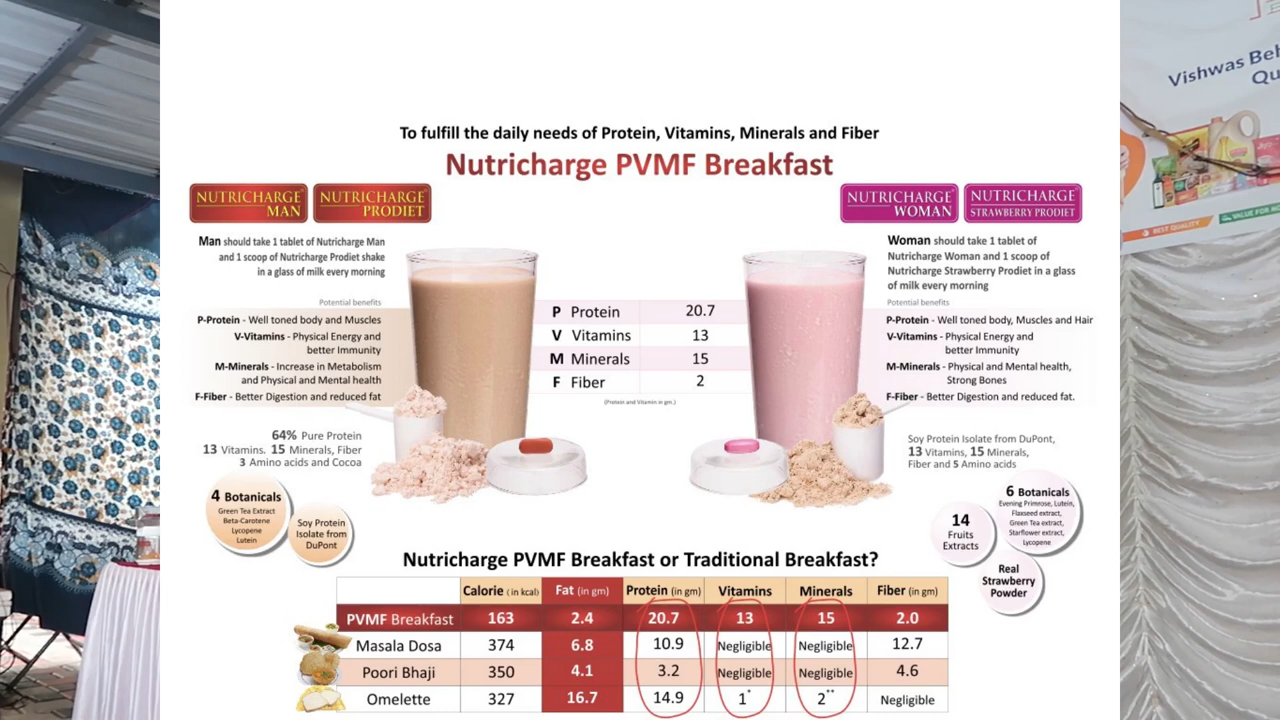 Vishwas Beh
Qu
BEST QUALITY
To fulfill the daily needs of Protein, Vitamins, Minerals and Fiber
Nutricharge PVMF Breakfast
NUTRICHARGE®
MAN
NUTRICHARGE®
PRODIET
NUTRICHARGE®
WOMAN
NUTRICHARGE®
STRAWBERRY PRODIET
Man should take 1 tablet of Nutricharge Man
and 1 scoop of Nutricharge Prodiet shake
in a glass of milk every morning
Potential benefits
P-Protein - Well toned body and Muscles
V-Vitamins - Physical Energy and
better Immunity
M-Minerals - Increase in Metabolism
and Physical and Mental health
F-Fiber - Better Digestion and reduced fat
64% Pure Protein
13 Vitamins. 15 Minerals, Fiber
3 Amino acids and Cocoa
4 Botanicals
Green Tea Extract
Beta-Carotene
Lycopene
Lutein
Soy Protein
Isolate from
DuPont
P Protein 20.7
V Vitamins 13
M Minerals 15
F Fiber 2
(Protein and Vitamin in gm.)
Woman should take 1 tablet of
Nutricharge Woman and 1 scoop of
Nutricharge Strawberry Prodiet in a glass
of milk every morning
Potential benefits
P-Protein - Well toned body, Muscles and Hair
V-Vitamins - Physical Energy and
better Immunity
M-Minerals - Physical and Mental health,
Strong Bones
F-Fiber - Better Digestion and reduced fat.
Soy Protein Isolate from DuPont,
13 Vitamins, 15 Minerals,
Fiber and 5 Amino acids
14
Fruits
Extracts
6 Botanicals
Evening Primrose, Lutein,
Flaxseed extract,
Green Tea extract,
Starflower extract,
Lycopene
Real
Strawberry
Powder
Nutricharge PVMF Breakfast or Traditional Breakfast?
Calorie (in kcal) Fat (in gm) Protein (in gm) Vitamins Minerals Fiber (in gm)
PVMF Breakfast 163 2.4 20.7 13 15 2.0
Masala Dosa 374 6.8 10.9 Negligible Negligible 12.7
Poori Bhaji 350 4.1 3.2 Negligible Negligible 4.6
Omelette 327 16.7 14.9 1* 2** Negligible